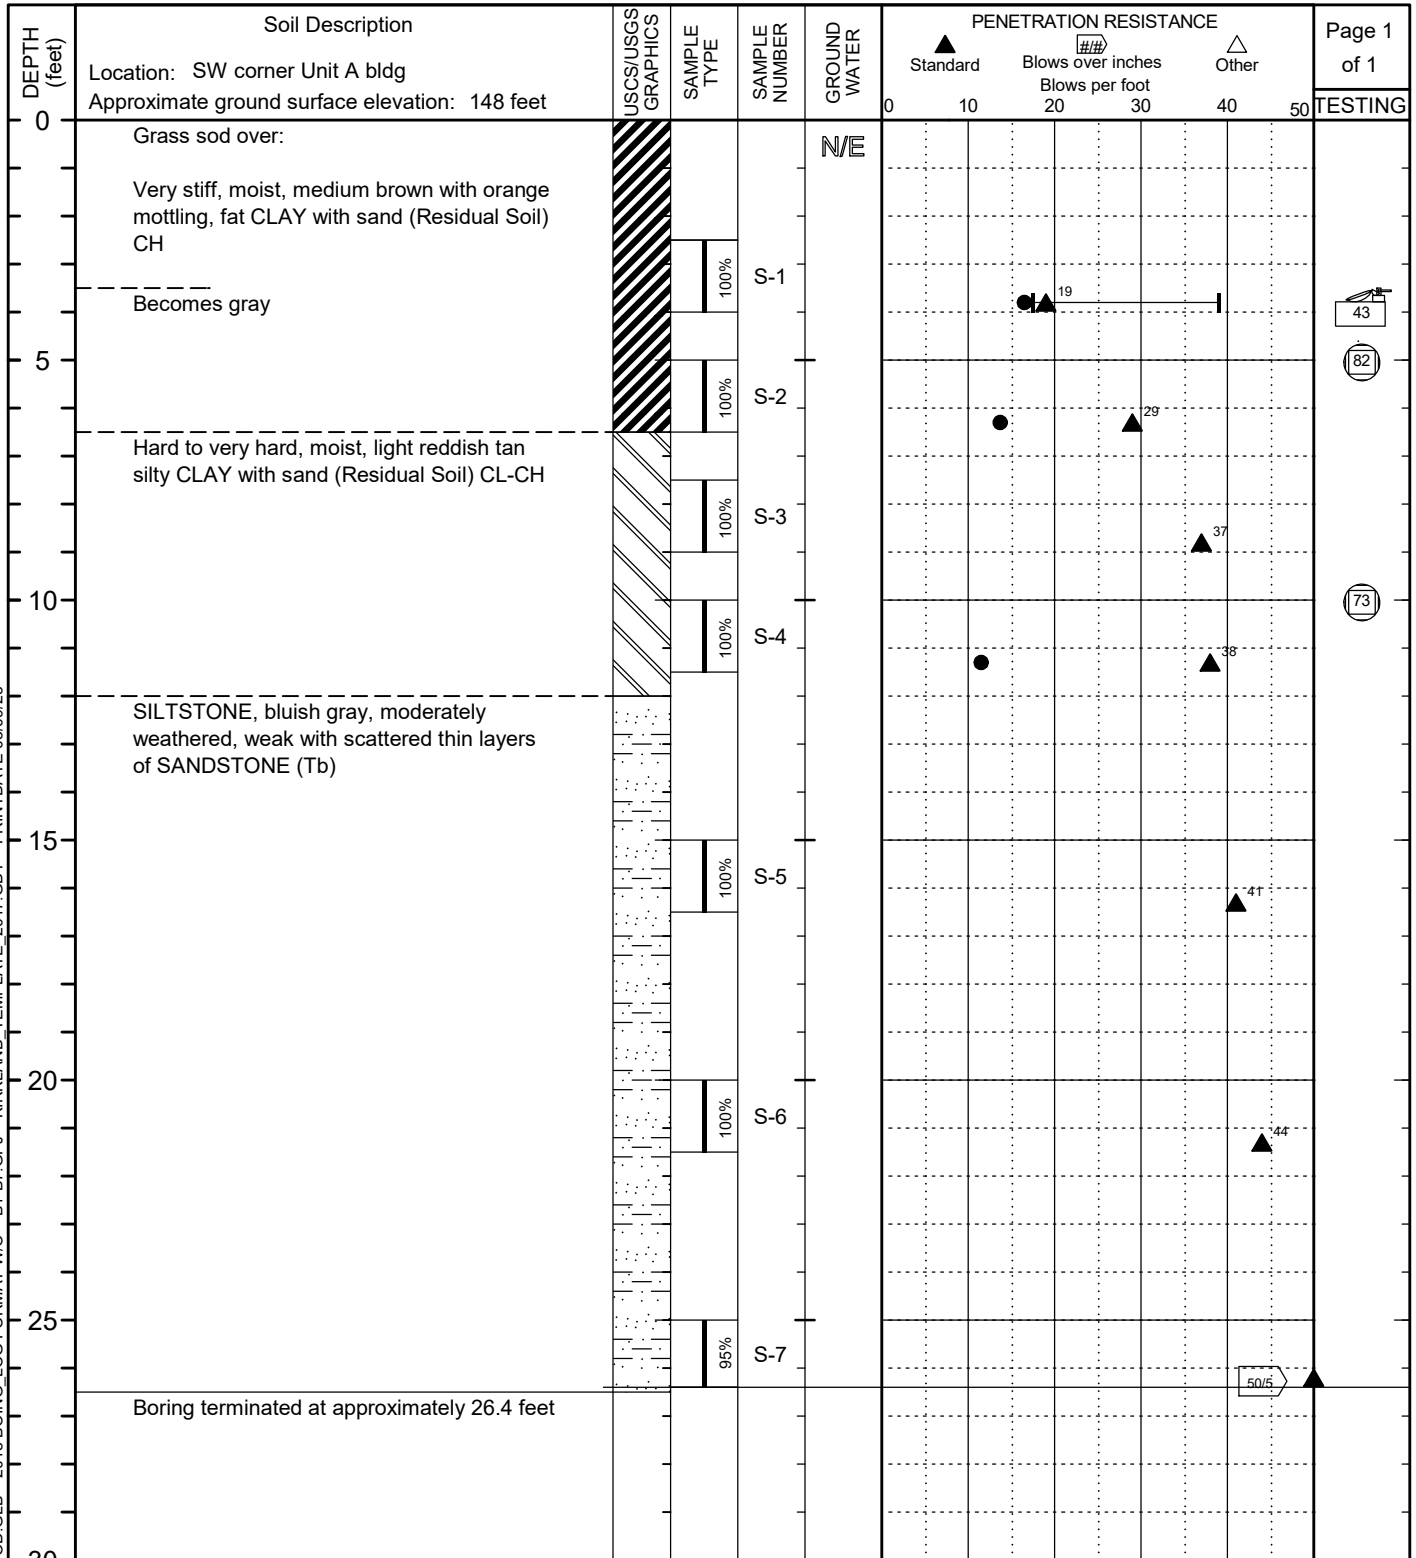 DEPTH
(feet)
Soil Description
Location: SW corner Unit A bldg
Approximate ground surface elevation: 148 feet
USCS/USGS
GRAPHICS
SAMPLE
TYPE
SAMPLE
NUMBER
GROUND
WATER
PENETRATION RESISTANCE
Standard
#/#
Blows over inches
Other
Blows per foot
0 10 20 30 40 50
Page 1
of 1
TESTING
0
Grass sod over:
N/E
Very stiff, moist, medium brown with orange
mottling, fat CLAY with sand (Residual Soil)
CH
100%
S-1
19
43
Becomes gray
5
100%
S-2
29
82
Hard to very hard, moist, light reddish tan
silty CLAY with sand (Residual Soil) CL-CH
100%
S-3
37
10
100%
S-4
38
73
SILTSTONE, bluish gray, moderately
weathered, weak with scattered thin layers
of SANDSTONE (Tb)
15
100%
S-5
41
20
100%
S-6
44
25
95%
S-7
50/5
Boring terminated at approximately 26.4 feet